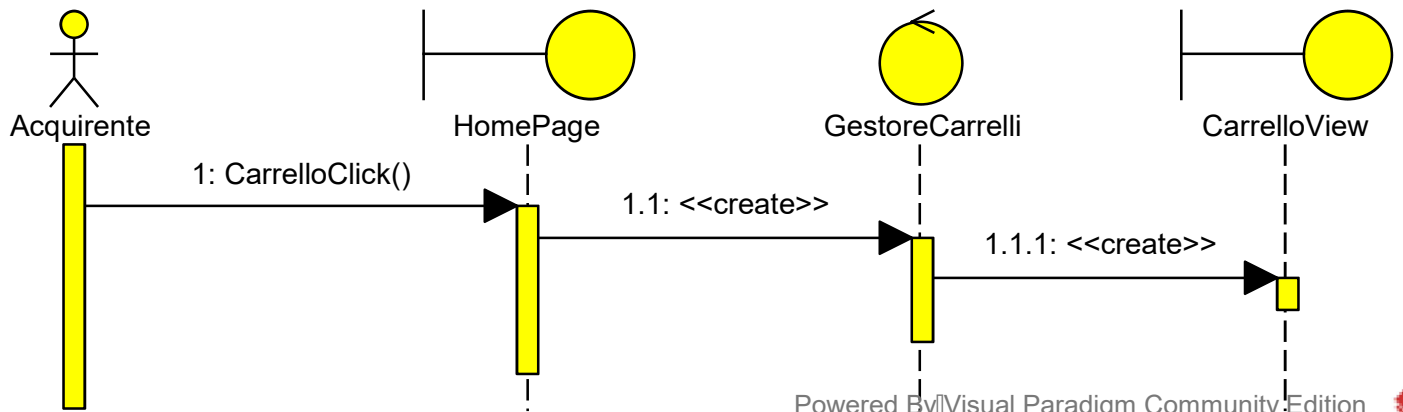 Acquirente
HomePage
GestoreCarrelli
CarrelloView
1: CarrelloClick()
1.1: <<create>>
1.1.1: <<create>>
Powered By Visual Paradigm Community Edition